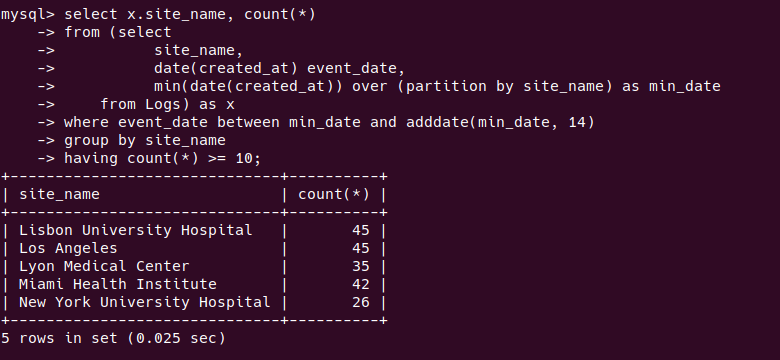 mysql> select x.site_name, count(*)
    -> from (select
    ->           site_name,
    ->           date(created_at) event_date,
    ->           min(date(created_at)) over (partition by site_name) as min_date
    ->     from Logs) as x
    -> where event_date between min_date and adddate(min_date, 14)
    -> group by site_name
    -> having count(*) >= 10;
+------------------------------+----------+
| site_name                    | count(*) |
+------------------------------+----------+
| Lisbon University Hospital   |       45 |
| Los Angeles                  |       45 |
| Lyon Medical Center          |       35 |
| Miami Health Institute       |       42 |
| New York University Hospital |       26 |
+------------------------------+----------+
5 rows in set (0.025 sec)